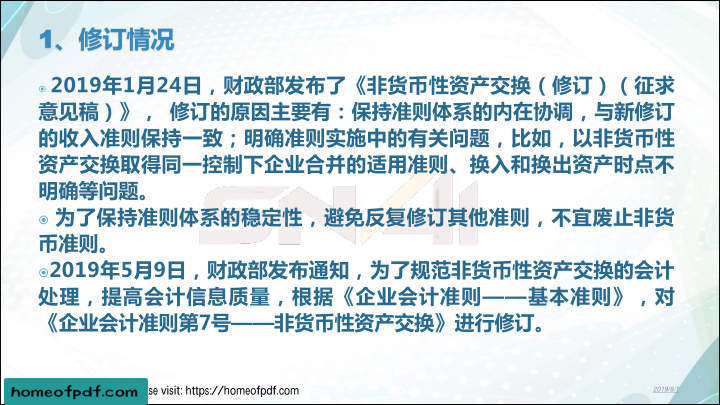 1、修订情况
2019年1月24日，财政部发布了《非货币性资产交换（修订）（征求
意见稿）》， 修订的原因主要有：保持准则体系的内在协调，与新修订
的收入准则保持一致；明确准则实施中的有关问题，比如，以非货币性
资产交换取得同一控制下企业合并的适用准则、换入和换出资产时点不
明确等问题。
为了保持准则体系的稳定性，避免反复修订其他准则，不宜废止非货
币准则。
2019年5月9日，财政部发布通知，为了规范非货币性资产交换的会计
处理，提高会计信息质量，根据《企业会计准则——基本准则》，对
《企业会计准则第7号——非货币性资产交换》进行修订。
homeofpdf.com
se visit: https://homeofpdf.com